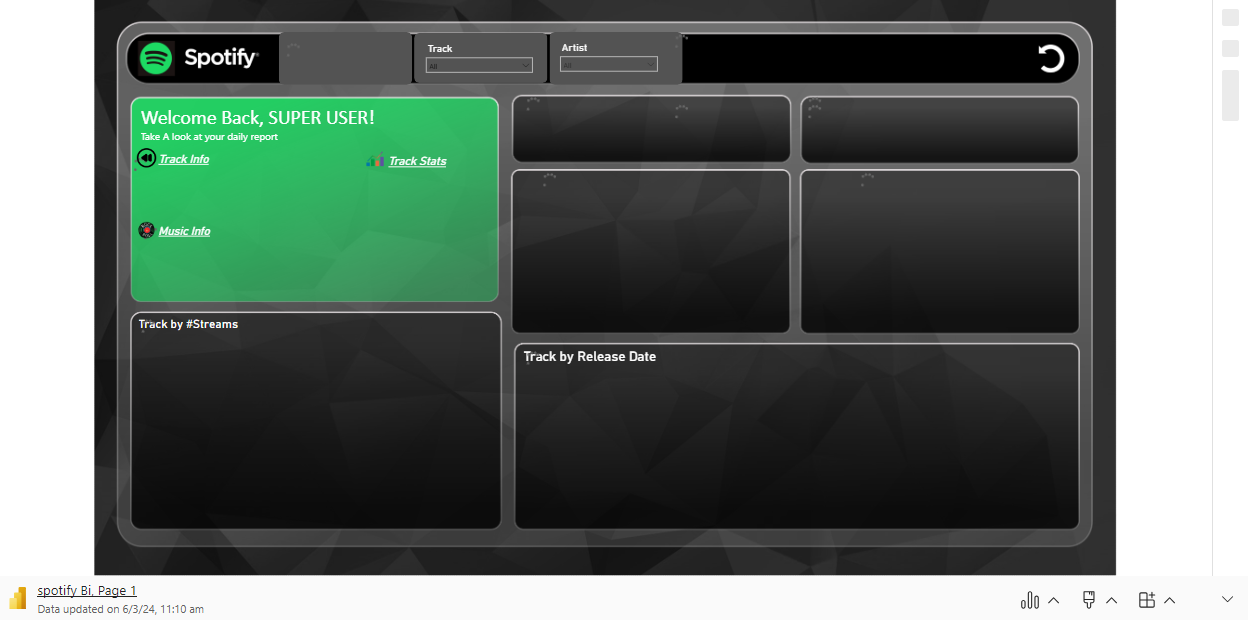 Spotify®
Track
All
Artist
All
Welcome Back, SUPER USER!
Take A look at your daily report
Track Info
Track Stats
Music Info
Track by #Streams
Track by Release Date
spotify Bi, Page 1
Data updated on 6/3/24, 11:10 am